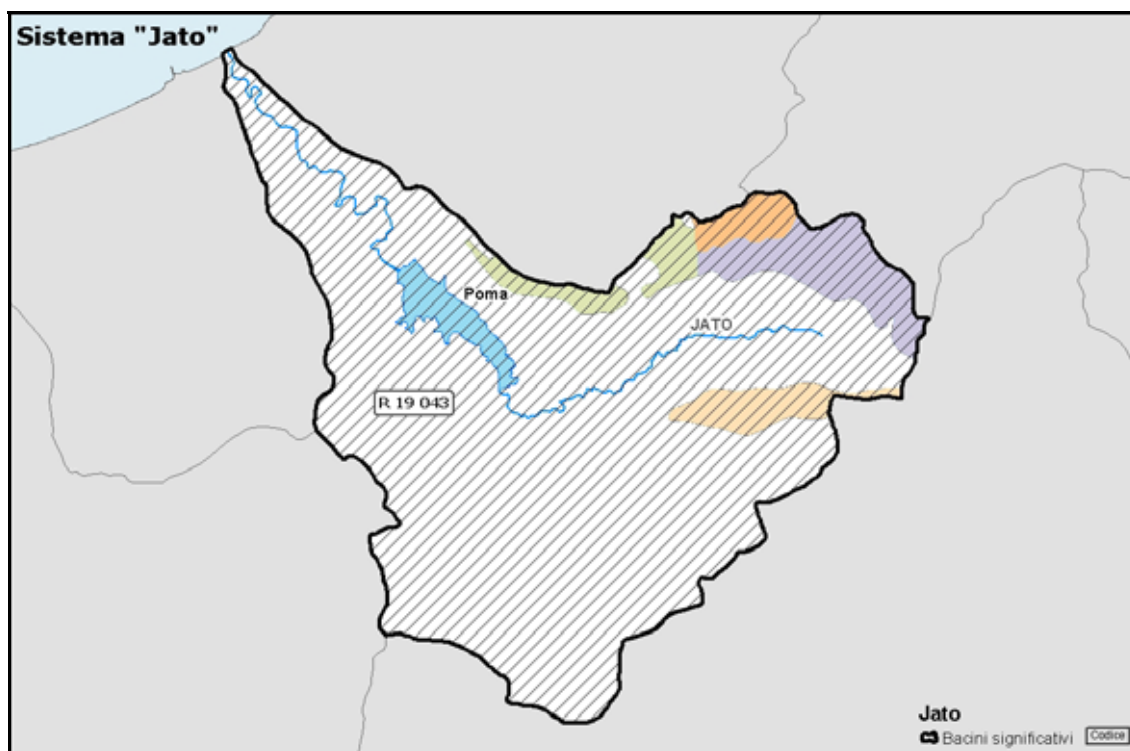 Sistema "Jato"
Poma
JATO
R 19 043
Jato
Bacini significativi Codice